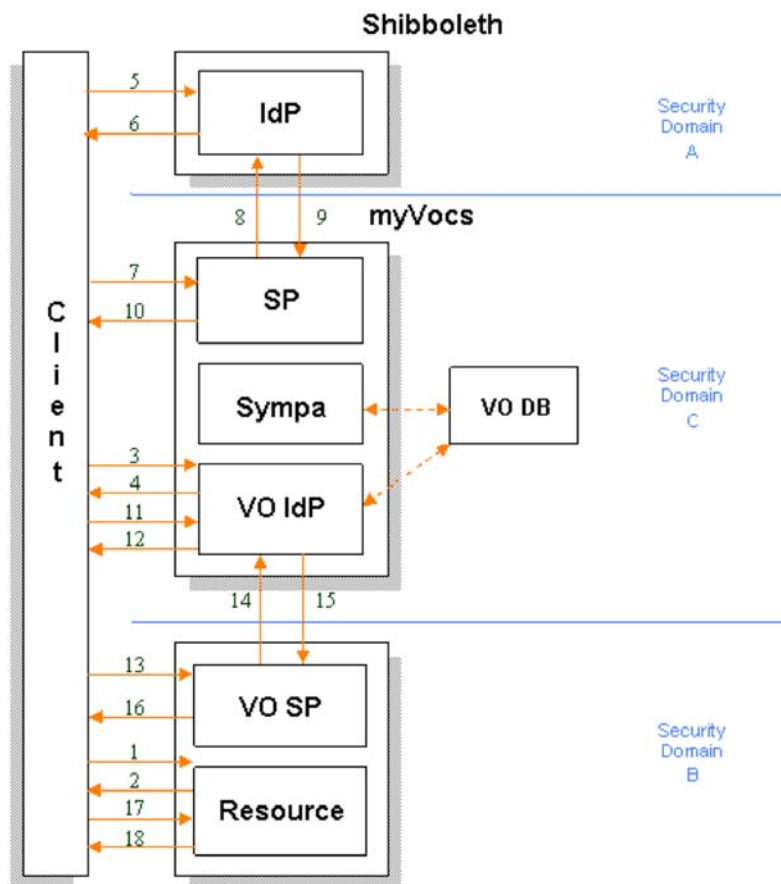 Shibboleth
5
IdP
6
Security
Domain
A
8
9
myVocs
7
SP
10
C
l
i
e
n
t
Sympa
VO DB
Security
Domain
C
3
4
VO IdP
11
12
14
15
13
VO SP
16
Security
Domain
B
1
2
Resource
17
18